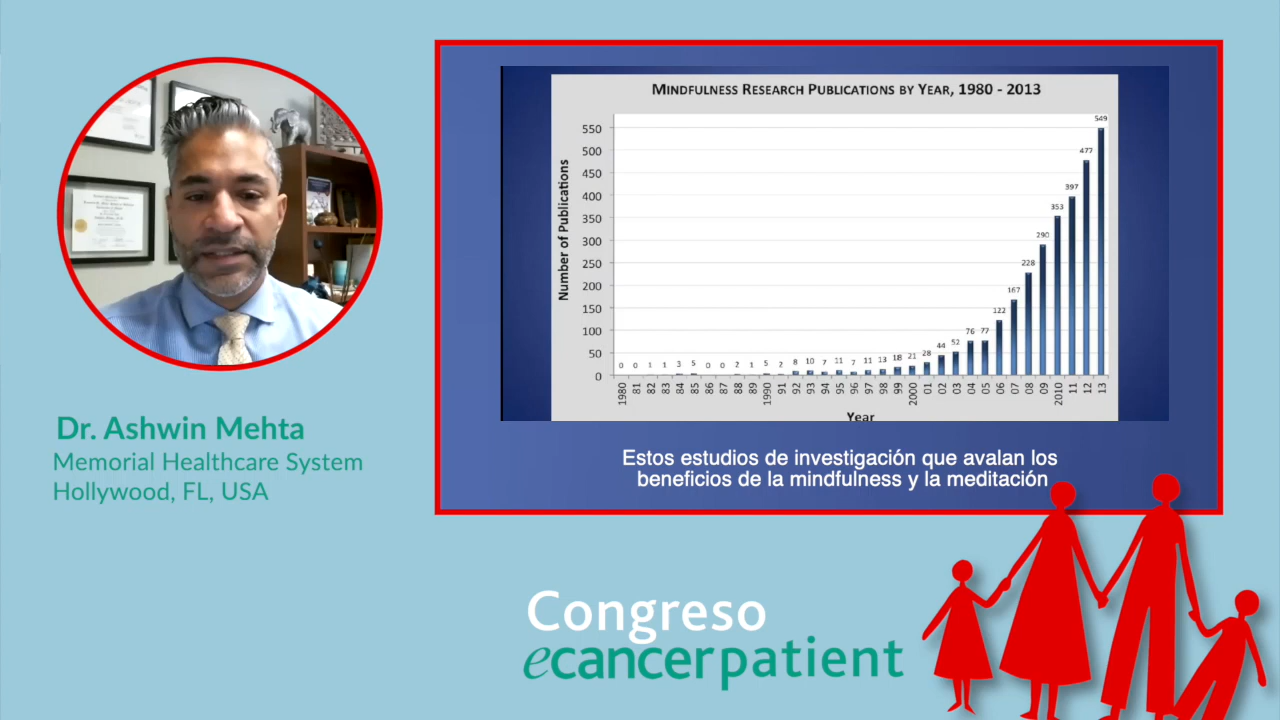 MINDFULNESS RESEARCH PUBLICATIONS BY YEAR, 1980 - 2013
Number of Publications
550
500
450
400
350
300
250
200
150
100
50
0
0 0 1 1 3 5 0 0 2 1 5 2 8 10 7 11 7 11 13 18 21 28 44 52 76 77 122 167 228 290 353 397 477 549
1980 81 82 83 84 85 86 87 88 89 1990 91 92 93 94 95 96 97 98 99 2000 01 02 03 04 05 06 07 08 09 2010 11 12 13
Year
Estos estudios de investigación que avalan los
beneficios de la mindfulness y la meditación
Dr. Ashwin Mehta
Memorial Healthcare System
Hollywood, FL, USA
Congreso
ecancerpatient